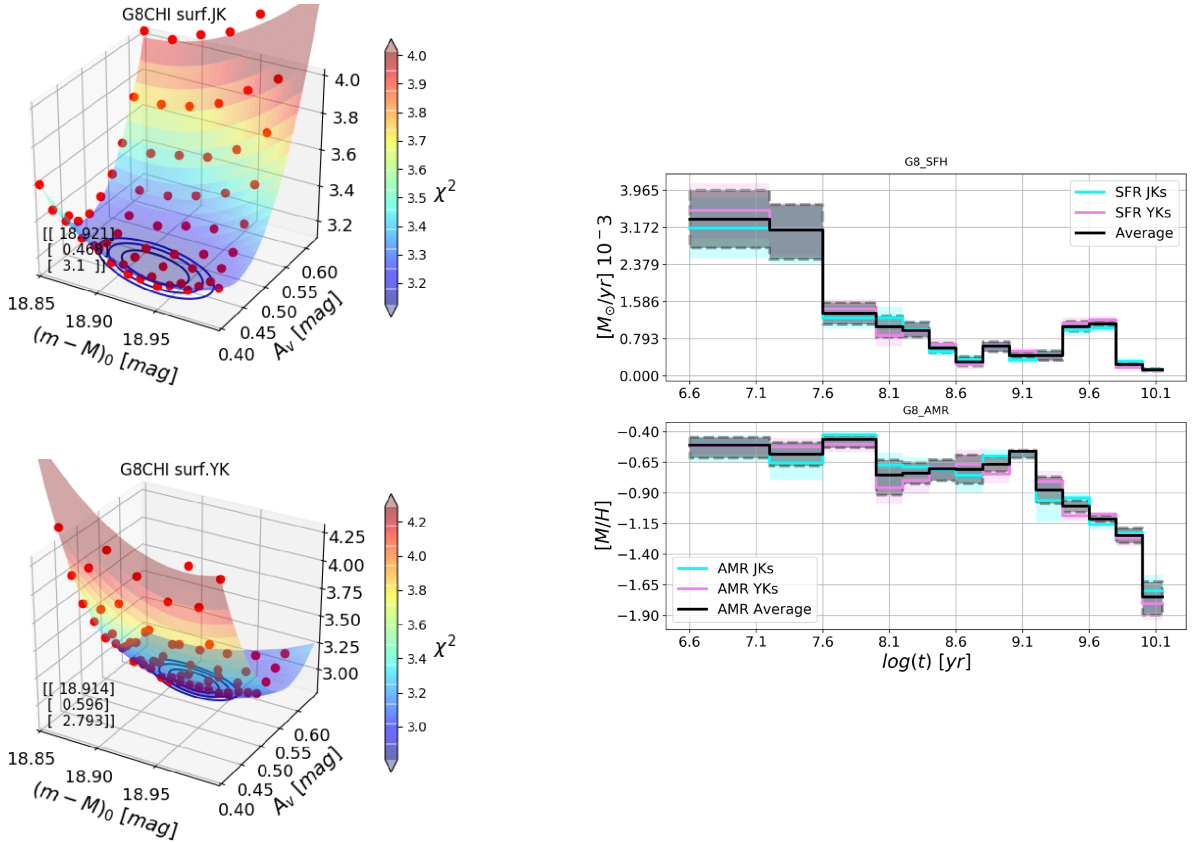 G8CHI surf.JK
4.0
3.8
3.6
3.4
3.2
[[ 18.921]
[ 0.468]
[ 3.1 ]]
18.85
18.90
18.95
(m − M)₀ [mag]
0.40
0.45
0.50
0.55
0.60
Aᵥ [mag]
4.0
3.9
3.8
3.7
3.6
3.5
3.4
3.3
3.2
χ²
G8CHI surf.YK
4.25
4.00
3.75
3.50
3.25
3.00
[[ 18.914]
[ 0.596]
[ 2.793]]
18.85
18.90
18.95
(m − M)₀ [mag]
0.40
0.45
0.50
0.55
0.60
Aᵥ [mag]
4.2
4.0
3.8
3.6
3.4
3.2
3.0
χ²
G8_SFH
[M⊙/yr] 10⁻3
3.965
3.172
2.379
1.586
0.793
0.000
SFR JKs
SFR YKs
Average
6.6 7.1 7.6 8.1 8.6 9.1 9.6 10.1
G8_AMR
[M/H]
−0.40
−0.65
−0.90
−1.15
−1.40
−1.65
−1.90
AMR JKs
AMR YKs
AMR Average
6.6 7.1 7.6 8.1 8.6 9.1 9.6 10.1
log(t) [yr]